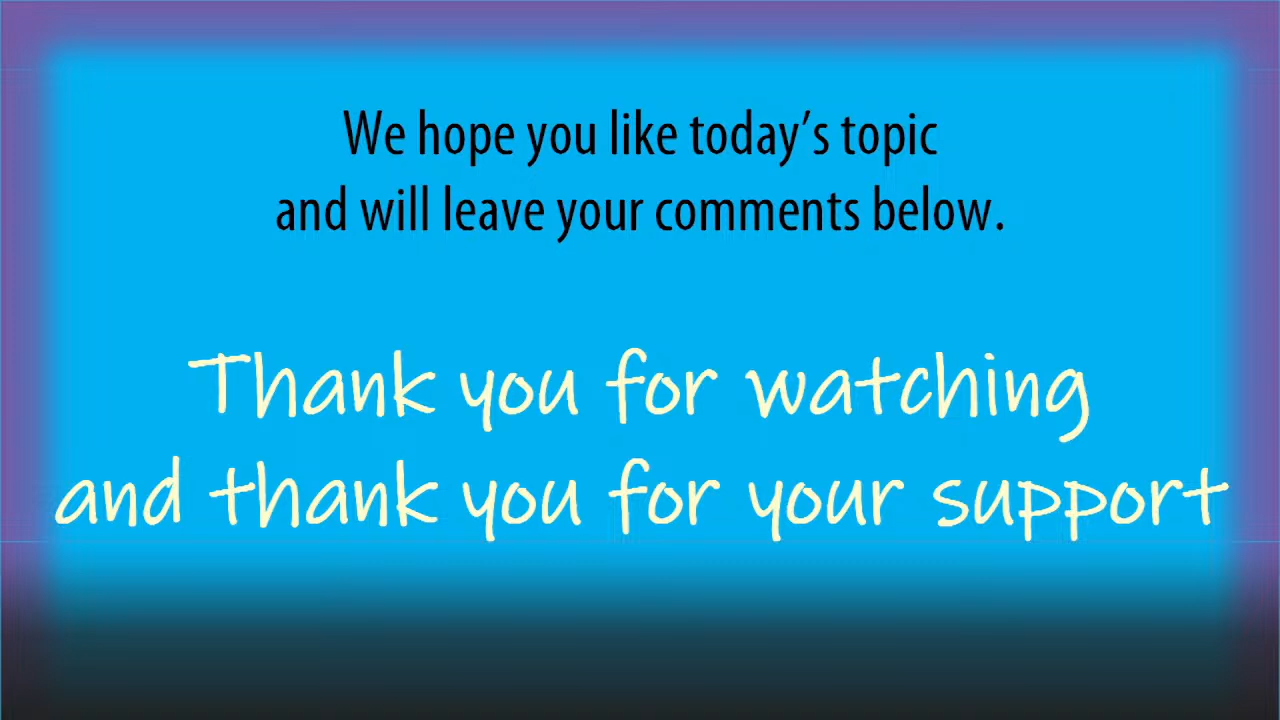 We hope you like today’s topic
and will leave your comments below.
Thank you for watching
and thank you for your support